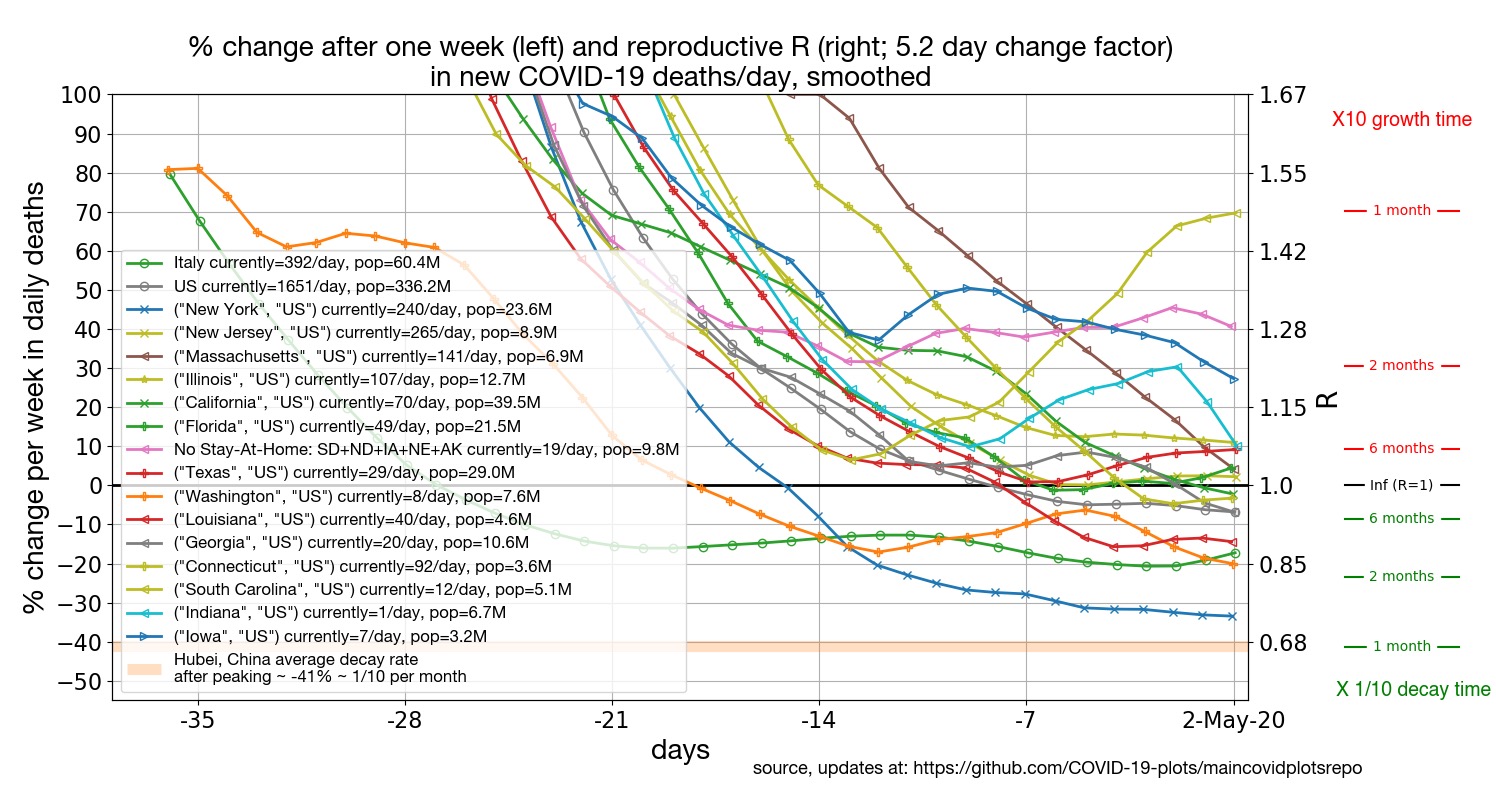 % change after one week (left) and reproductive R (right; 5.2 day change factor)
in new COVID-19 deaths/day, smoothed
% change per week in daily deaths
100
90
80
70
60
50
40
30
20
10
0
−10
−20
−30
−40
−50
Italy currently=392/day, pop=60.4M
US currently=1651/day, pop=336.2M
("New York", "US") currently=240/day, pop=23.6M
("New Jersey", "US") currently=265/day, pop=8.9M
("Massachusetts", "US") currently=141/day, pop=6.9M
("Illinois", "US") currently=107/day, pop=12.7M
("California", "US") currently=70/day, pop=39.5M
("Florida", "US") currently=49/day, pop=21.5M
No Stay-At-Home: SD+ND+IA+NE+AK currently=19/day, pop=9.8M
("Texas", "US") currently=29/day, pop=29.0M
("Washington", "US") currently=8/day, pop=7.6M
("Louisiana", "US") currently=40/day, pop=4.6M
("Georgia", "US") currently=20/day, pop=10.6M
("Connecticut", "US") currently=92/day, pop=3.6M
("South Carolina", "US") currently=12/day, pop=5.1M
("Indiana", "US") currently=1/day, pop=6.7M
("Iowa", "US") currently=7/day, pop=3.2M
Hubei, China average decay rate
after peaking ~ -41% ~ 1/10 per month
-35
-28
-21
-14
-7
2-May-20
days
1.67
1.55
1.42
1.28
1.15
1.0
0.85
0.68
R
X10 growth time
1 month
2 months
6 months
Inf (R=1)
6 months
2 months
1 month
X 1/10 decay time
source, updates at: https://github.com/COVID-19-plots/maincovidplotsrepo